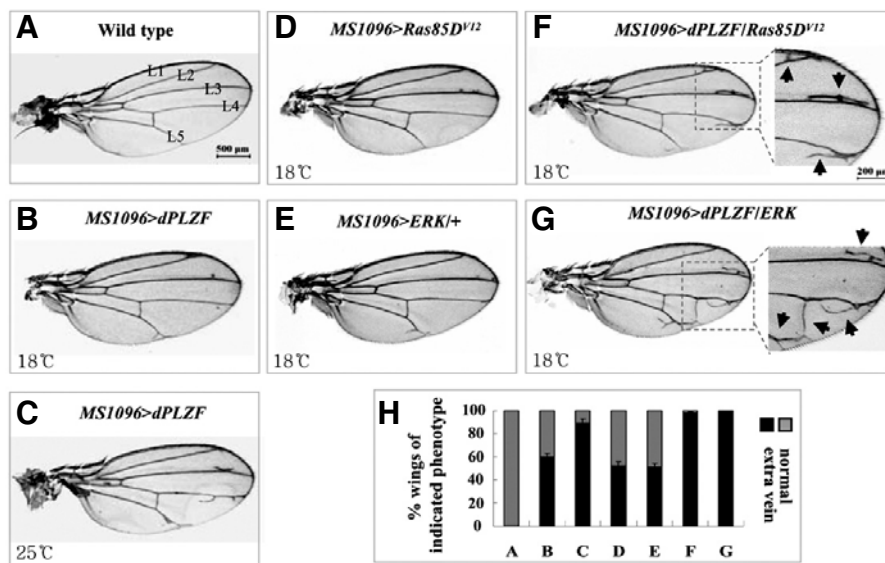 A
Wild type
L1
L2
L3
L4
L5
500 µm
B
MS1096>dPLZF
18℃
C
MS1096>dPLZF
25℃
D
MS1096>Ras85D^V12
18℃
E
MS1096>ERK/+
18℃
F
MS1096>dPLZF/Ras85D^V12
18℃
200 µm
G
MS1096>dPLZF/ERK
18℃
H
% wings of
indicated phenotype
100
80
60
40
20
0
A B C D E F G
normal
extra vein